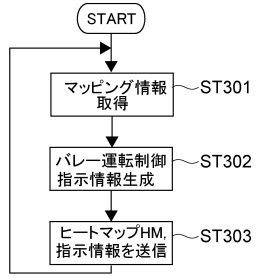 START
マッピング情報
取得
ST301
バレー運転制御
指示情報生成
ST302
ヒートマップHM,
指示情報を送信
ST303